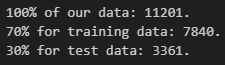 100% of our data: 11201.
70% for training data: 7840.
30% for test data: 3361.